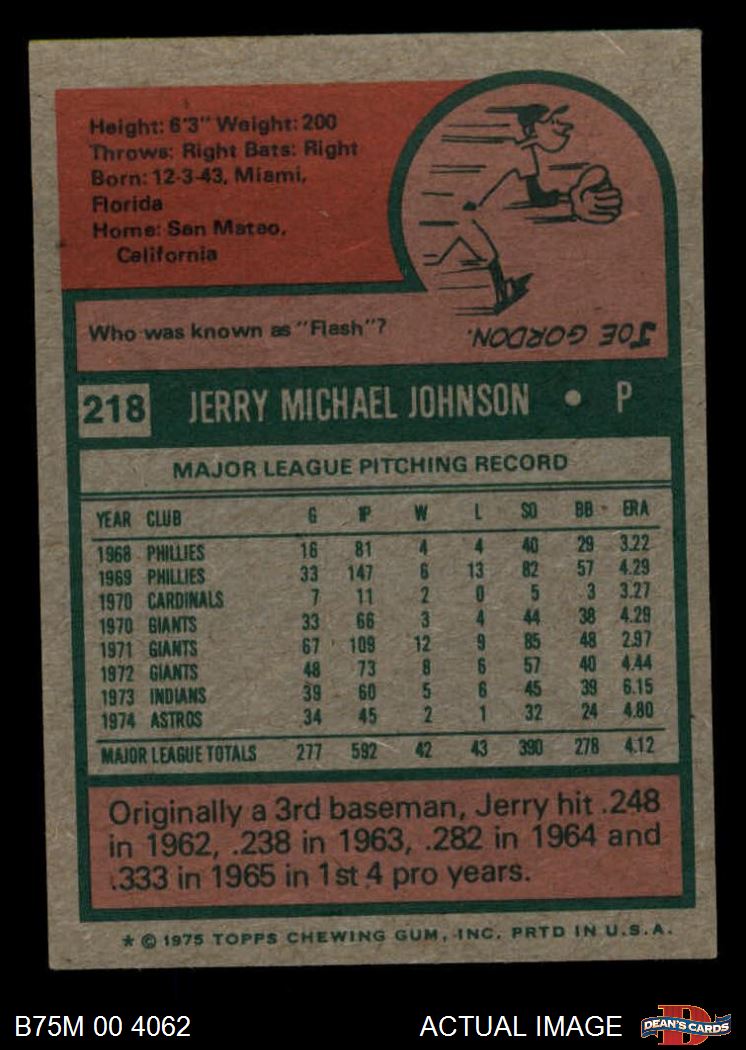 Height: 6'3" Weight: 200
Throws: Right Bats: Right
Born: 12-3-43, Miami,
Florida
Home: San Mateo,
California
Who was known as "Flash"?
JOE GORDON.
218 JERRY MICHAEL JOHNSON • P
MAJOR LEAGUE PITCHING RECORD
YEAR CLUB G IP W L SO BB ERA
1968 PHILLIES 16 81 4 4 40 29 3.22
1969 PHILLIES 33 147 6 13 82 57 4.29
1970 CARDINALS 7 11 2 0 5 3 3.27
1970 GIANTS 33 66 3 4 44 38 4.29
1971 GIANTS 67 109 12 9 85 48 2.97
1972 GIANTS 48 73 8 6 57 40 4.44
1973 INDIANS 39 60 5 6 45 39 6.15
1974 ASTROS 34 45 2 1 32 24 4.80
MAJOR LEAGUE TOTALS 277 592 42 43 390 278 4.12
Originally a 3rd baseman, Jerry hit .248
in 1962, .238 in 1963, .282 in 1964 and
.333 in 1965 in 1st 4 pro years.
* © 1975 TOPPS CHEWING GUM, INC. PRTD IN U.S.A.
B75M 00 4062 ACTUAL IMAGE D DEAN'S CARDS